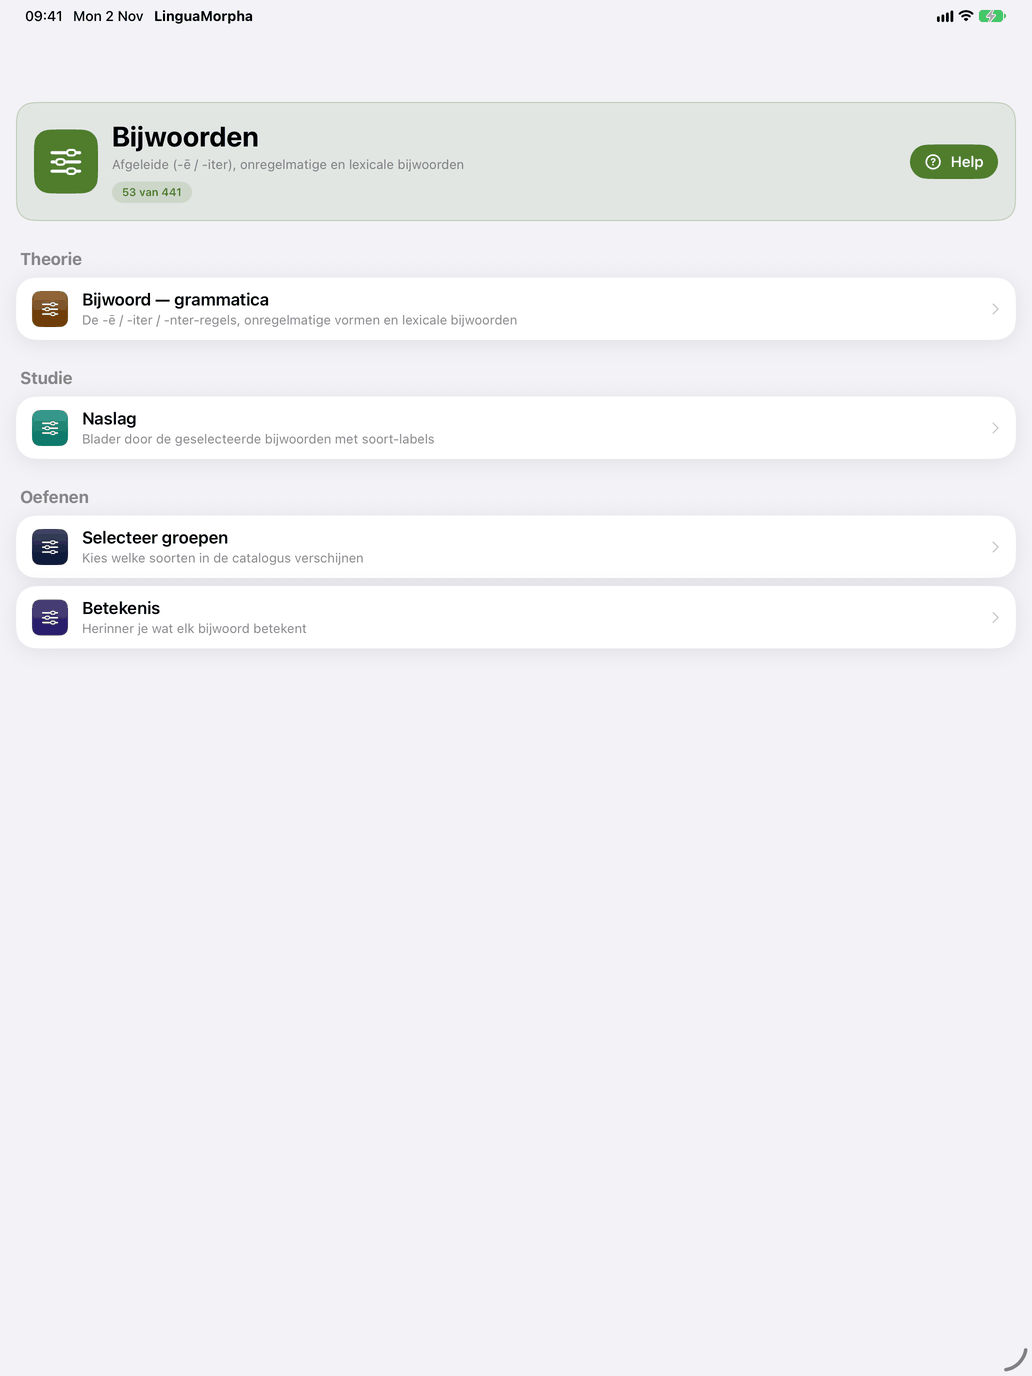 09:41 Mon 2 Nov LinguaMorpha
Bijwoorden
Afgeleide (-ē / -iter), onregelmatige en lexicale bijwoorden
53 van 441
Help
Theorie
Bijwoord — grammatica
De -ē / -iter / -nter-regels, onregelmatige vormen en lexicale bijwoorden
Studie
Naslag
Blader door de geselecteerde bijwoorden met soort-labels
Oefenen
Selecteer groepen
Kies welke soorten in de catalogus verschijnen
Betekenis
Herinner je wat elk bijwoord betekent